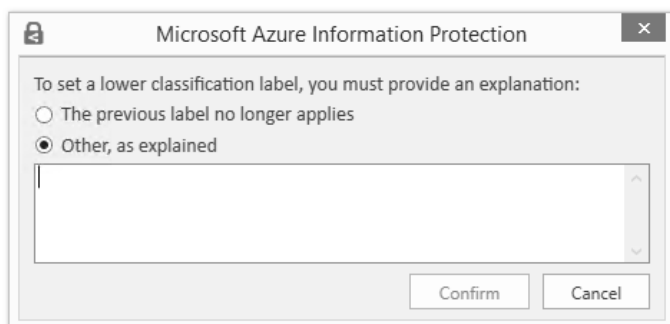 Microsoft Azure Information Protection
To set a lower classification label, you must provide an explanation:
The previous label no longer applies
Other, as explained
Confirm
Cancel